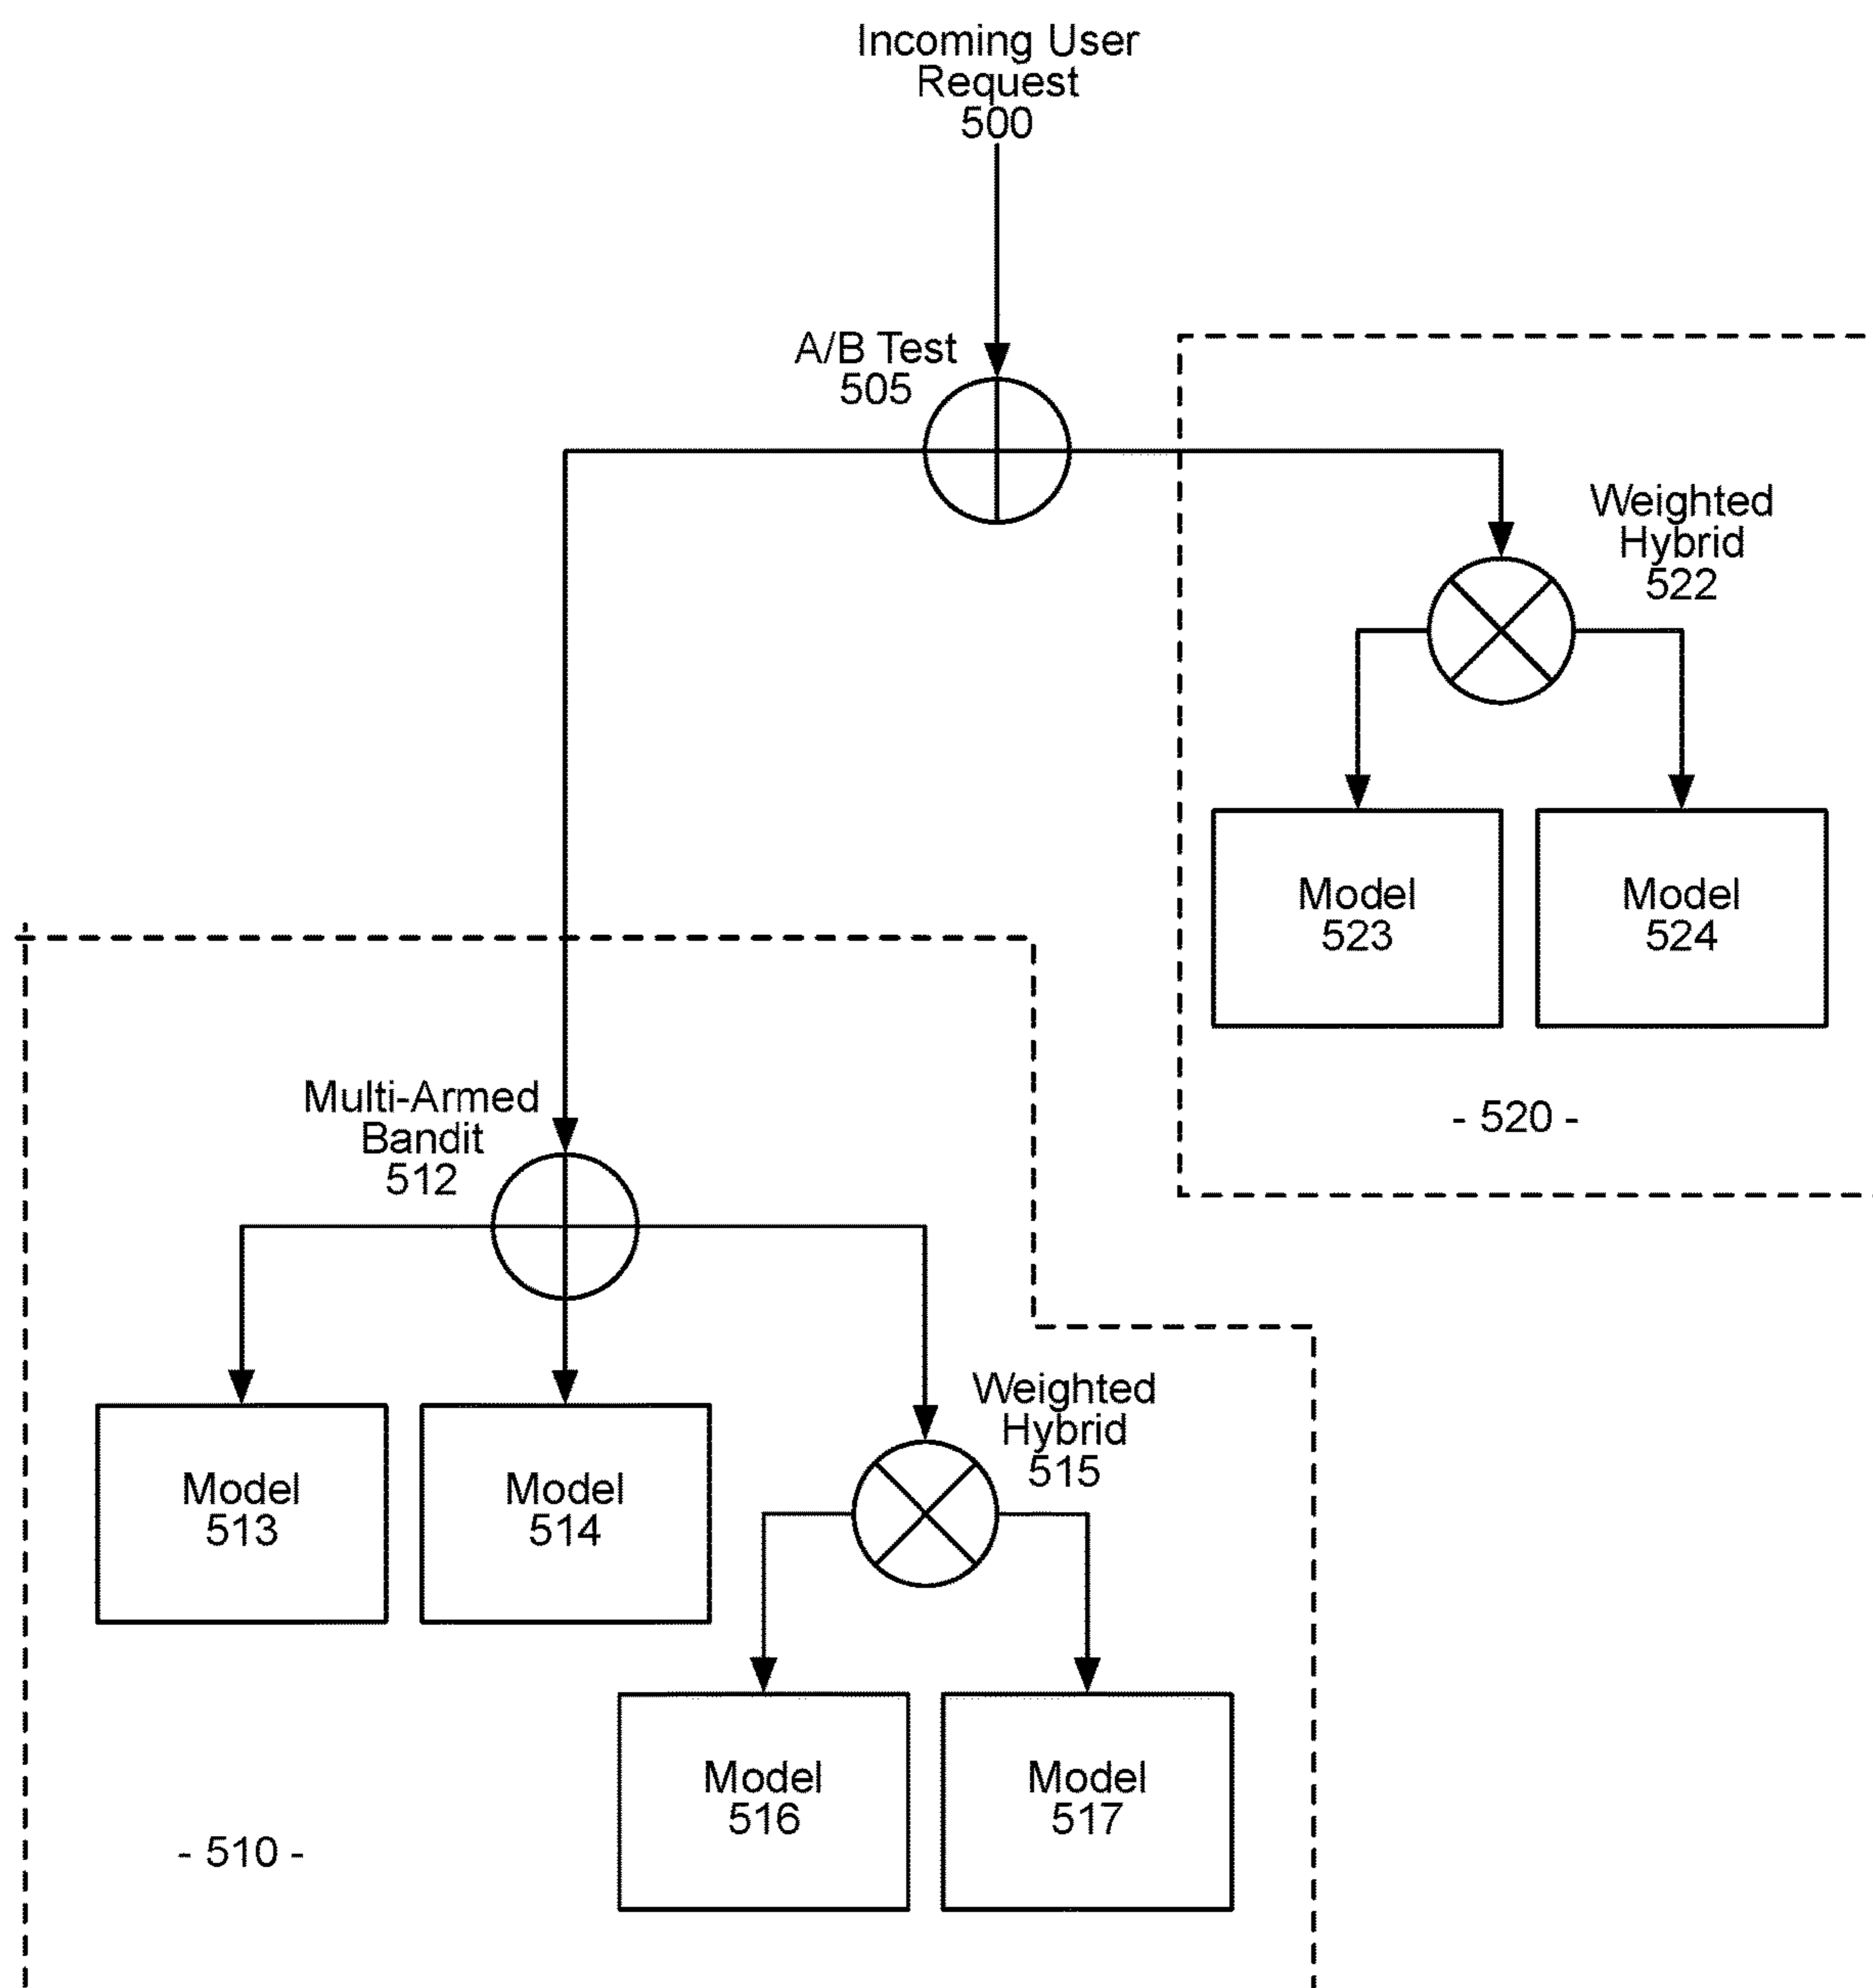 Incoming User
Request
500
A/B Test
505
Weighted
Hybrid
522
Model
523
Model
524
- 520 -
Multi-Armed
Bandit
512
Weighted
Hybrid
515
Model
513
Model
514
Model
516
Model
517
- 510 -